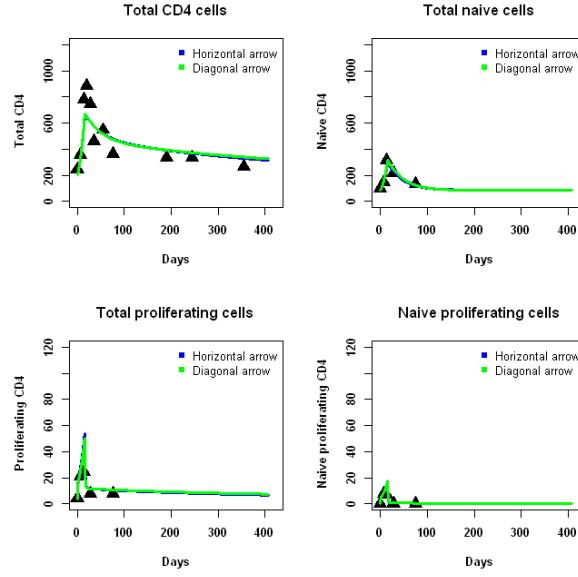 Total CD4 cells
Total CD4
0 200 600 1000
Horizontal arrow
Diagonal arrow
0 100 200 300 400
Days
Total naive cells
Naive CD4
0 200 600 1000
Horizontal arrow
Diagonal arrow
0 100 200 300 400
Days
Total proliferating cells
Proliferating CD4
0 20 40 60 80 120
Horizontal arrow
Diagonal arrow
0 100 200 300 400
Days
Naive proliferating cells
Naive proliferating CD4
0 20 40 60 80 120
Horizontal arrow
Diagonal arrow
0 100 200 300 400
Days